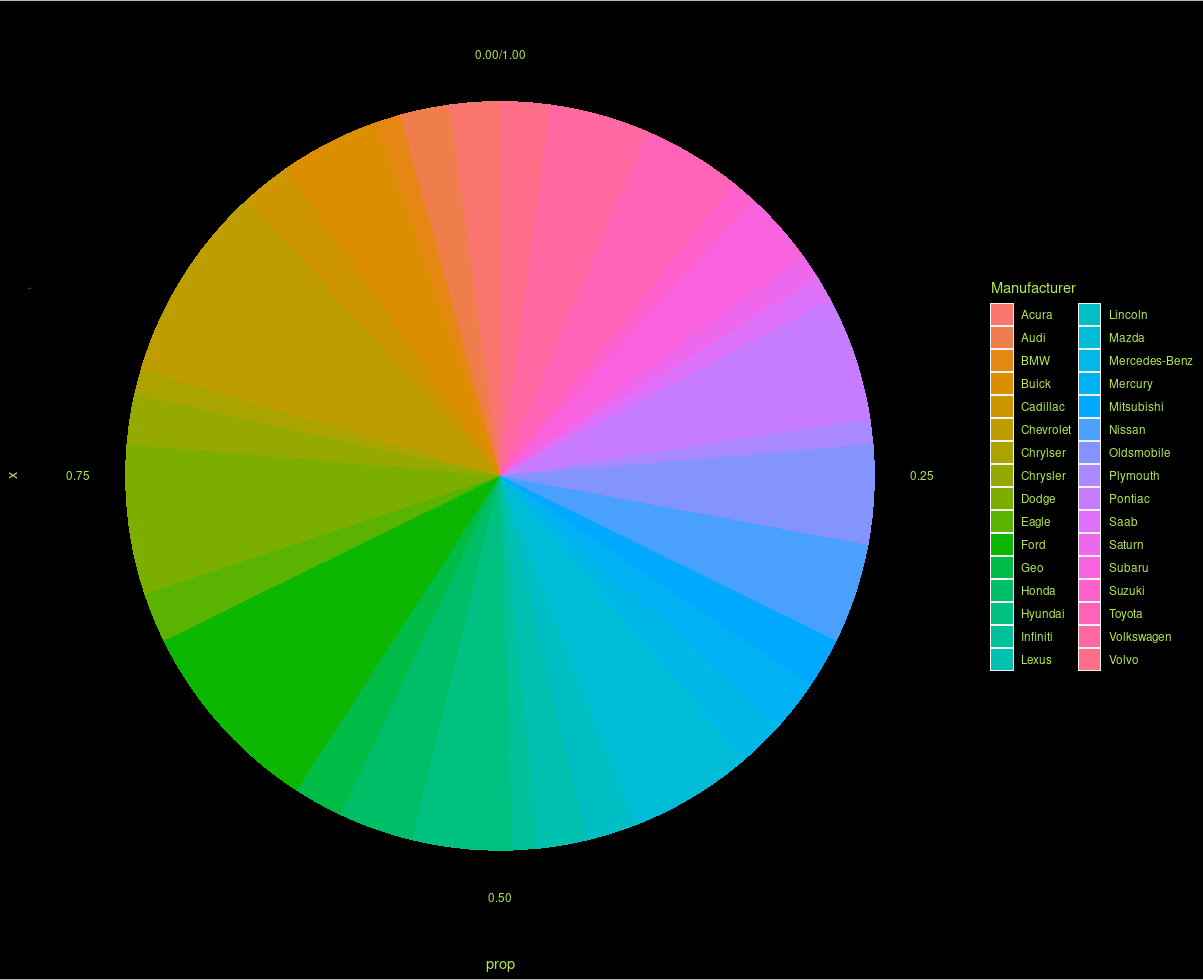 0.00/1.00
0.75
x
0.25
0.50
prop
Manufacturer
Acura
Audi
BMW
Buick
Cadillac
Chevrolet
Chrylser
Chrysler
Dodge
Eagle
Ford
Geo
Honda
Hyundai
Infiniti
Lexus
Lincoln
Mazda
Mercedes-Benz
Mercury
Mitsubishi
Nissan
Oldsmobile
Plymouth
Pontiac
Saab
Saturn
Subaru
Suzuki
Toyota
Volkswagen
Volvo